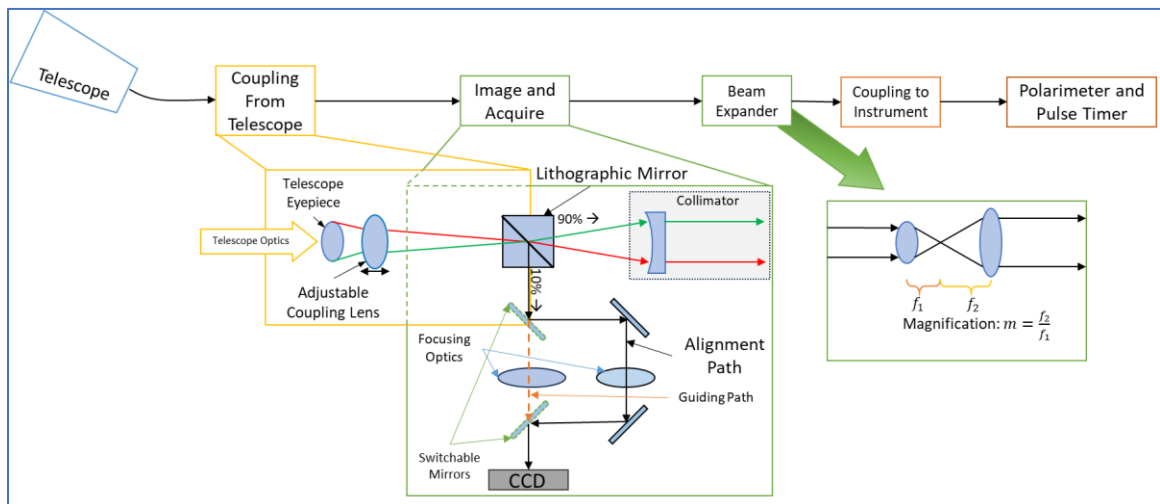 Telescope
Coupling
From
Telescope
Image and
Acquire
Beam
Expander
Coupling to
Instrument
Polarimeter and
Pulse Timer
Lithographic Mirror
Telescope
Eyepiece
90% →
Collimator
Telescope Optics
10% →
Adjustable
Coupling Lens
f₁
f₂
Magnification: m = f₂/f₁
Focusing
Optics
Alignment
Path
Guiding Path
Switchable
Mirrors
CCD